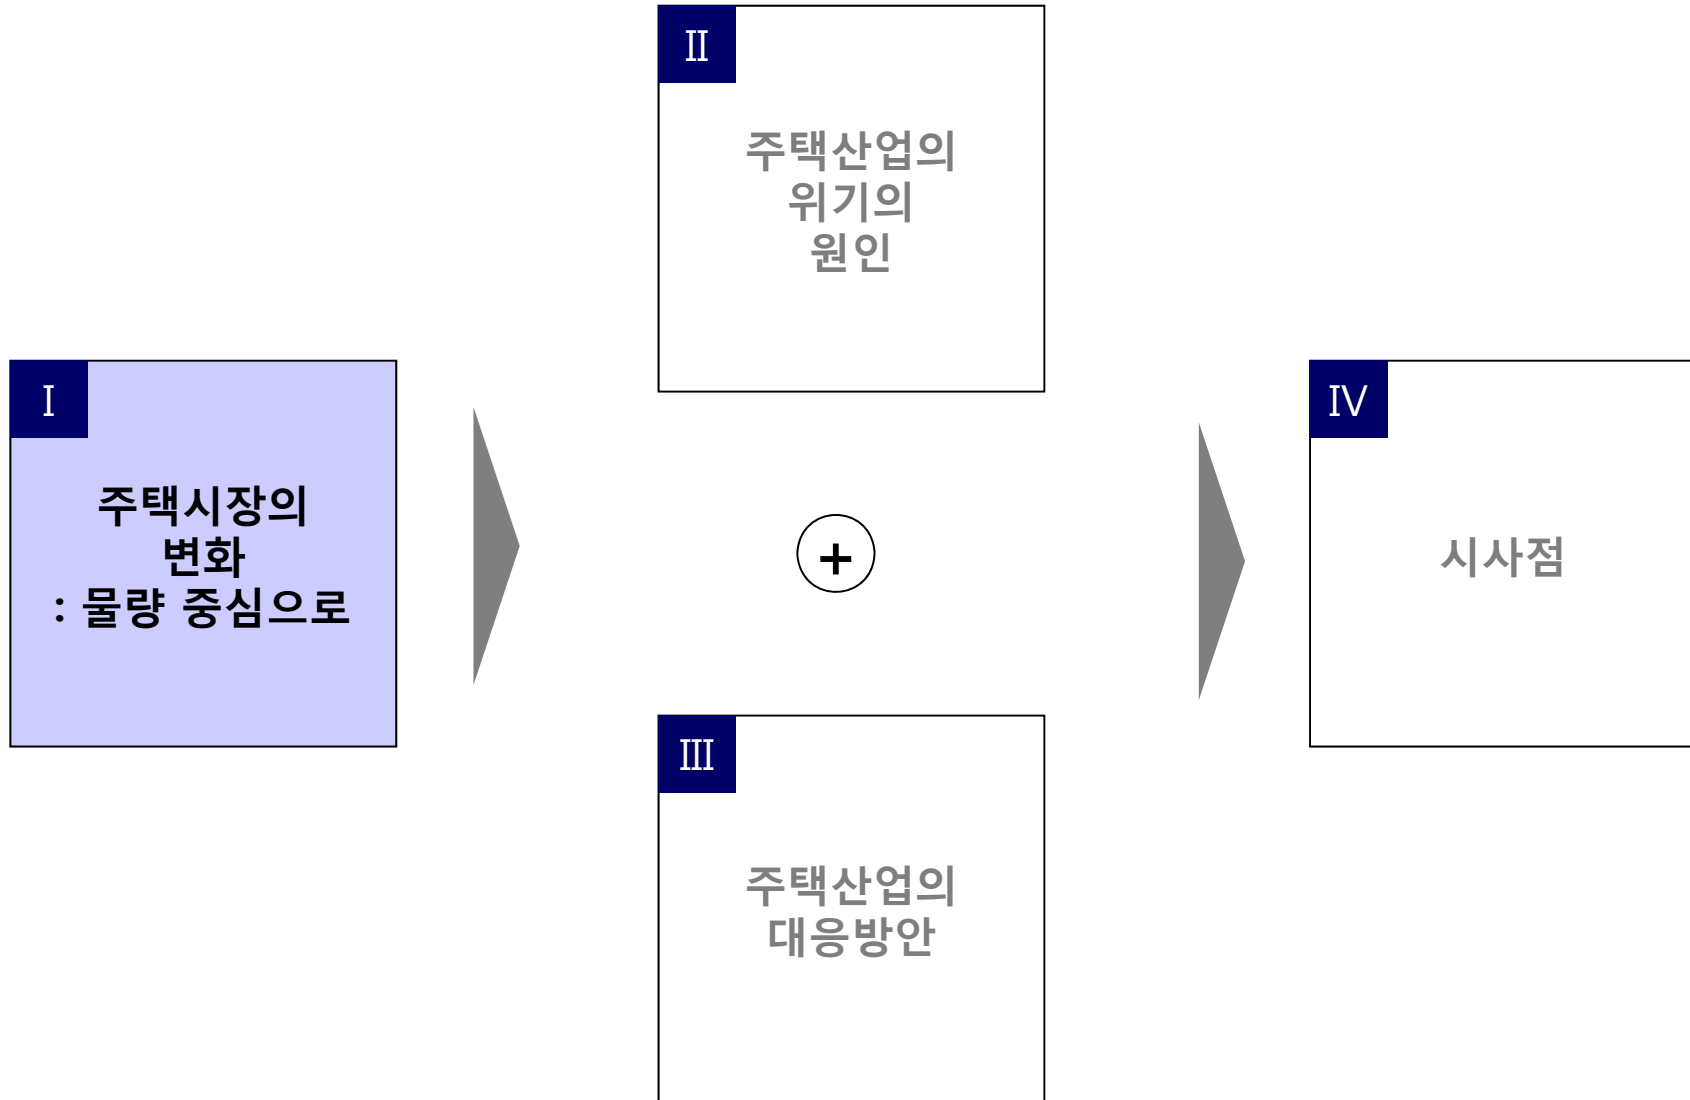 Ⅰ
주택시장의
변화
: 물량 중심으로
Ⅱ
주택산업의
위기의
원인
+
Ⅲ
주택산업의
대응방안
Ⅳ
시사점